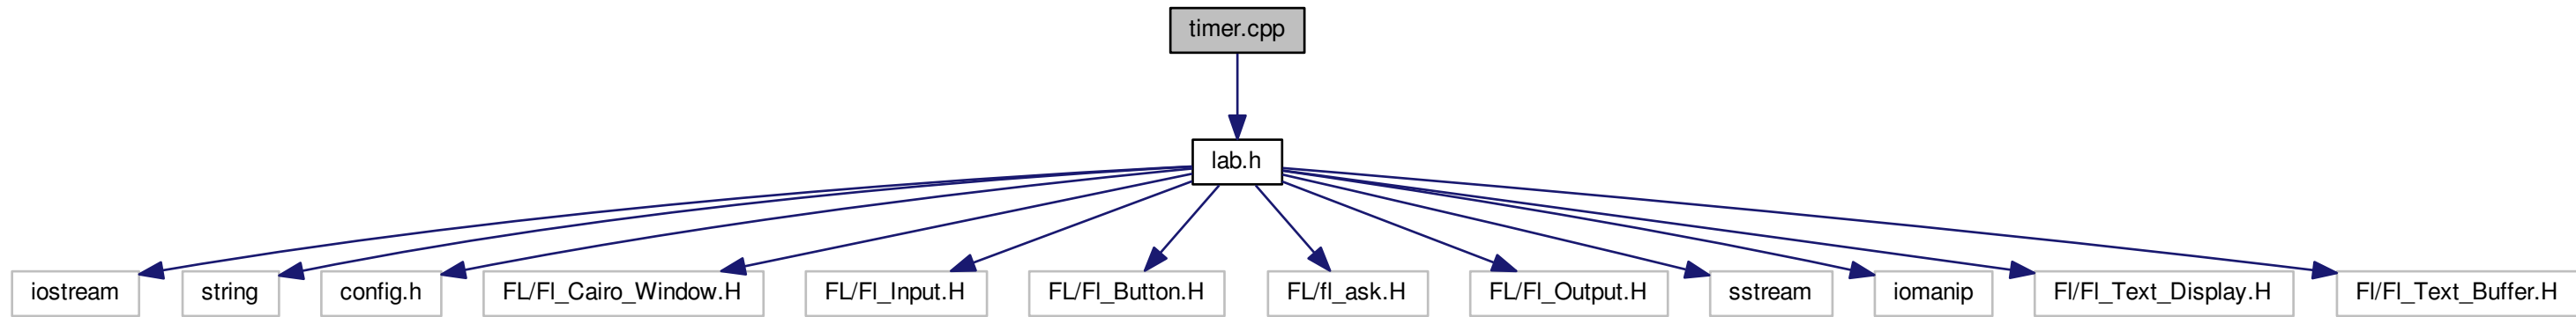 timer.cpp
lab.h
iostream
string
config.h
FL/Fl_Cairo_Window.H
FL/Fl_Input.H
FL/Fl_Button.H
FL/fl_ask.H
FL/Fl_Output.H
sstream
iomanip
Fl/Fl_Text_Display.H
Fl/Fl_Text_Buffer.H